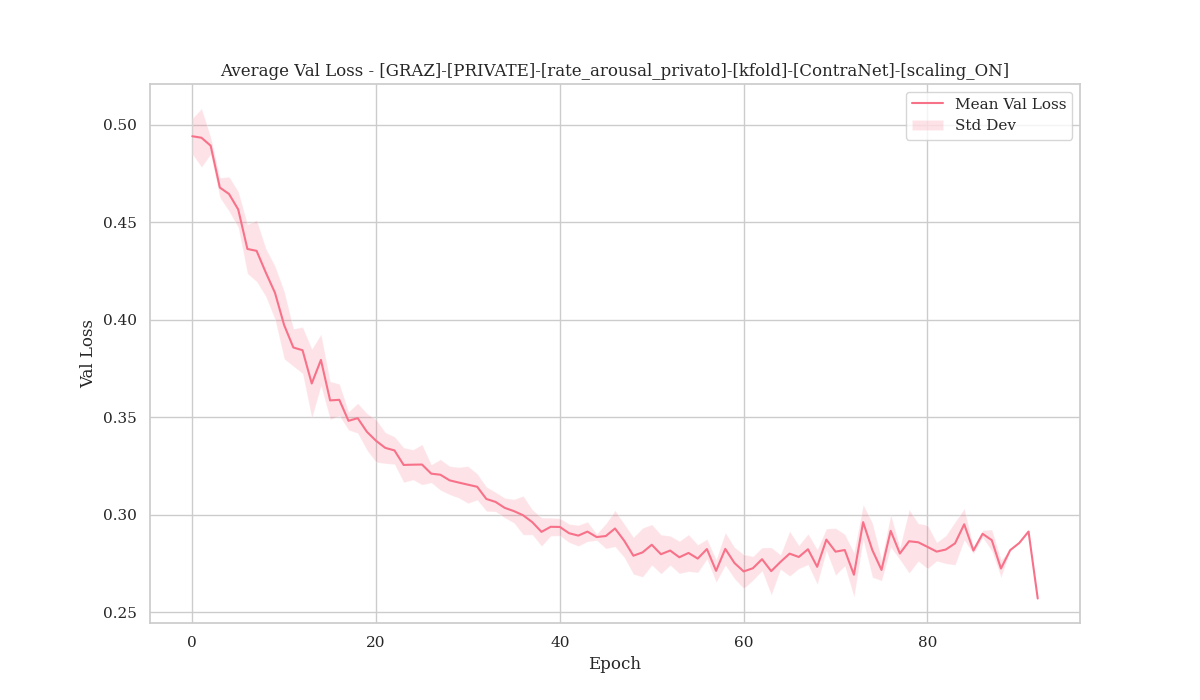 Average Val Loss - [GRAZ]-[PRIVATE]-[rate_arousal_privato]-[kfold]-[ContraNet]-[scaling_ON]
Mean Val Loss
Std Dev
0.50
0.45
0.40
0.35
0.30
0.25
Val Loss
0 20 40 60 80
Epoch